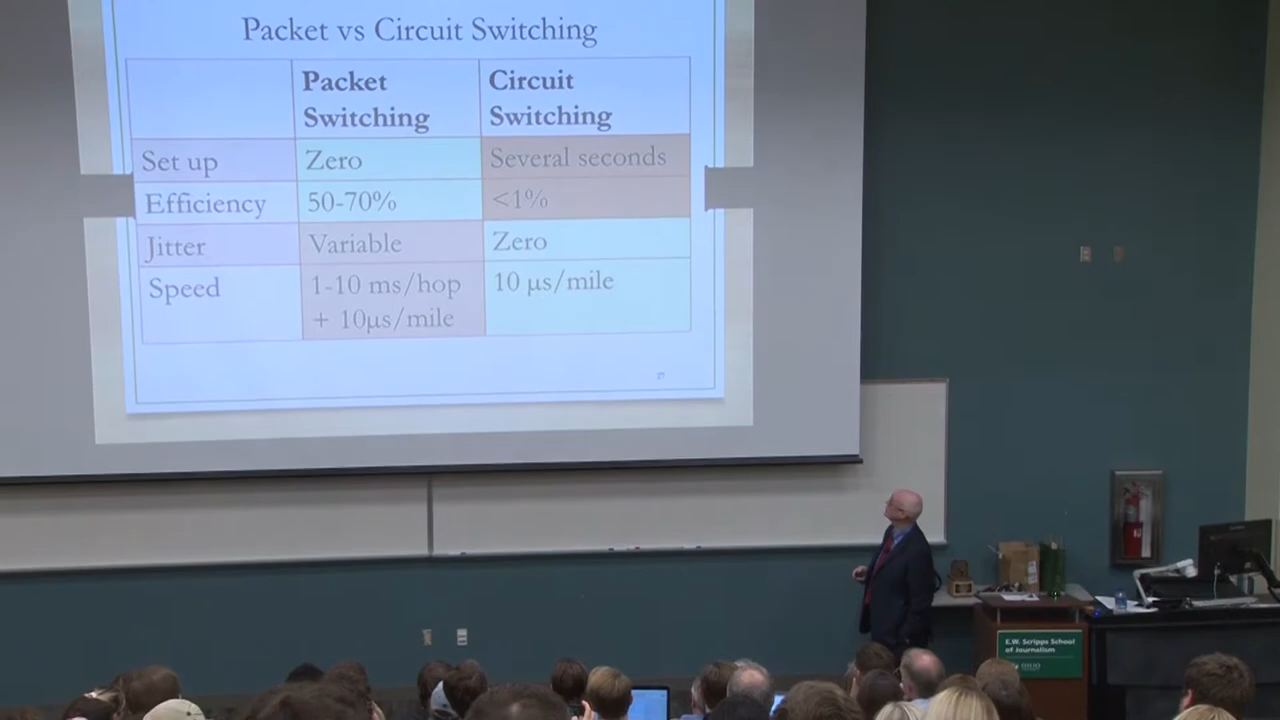 Packet vs Circuit Switching
Packet Switching
Circuit Switching
Set up
Zero
Several seconds
Efficiency
50-70%
<1%
Jitter
Variable
Zero
Speed
1-10 ms/hop
+ 10μs/mile
10 μs/mile
E.W. Scripps School
of Journalism
OHIO